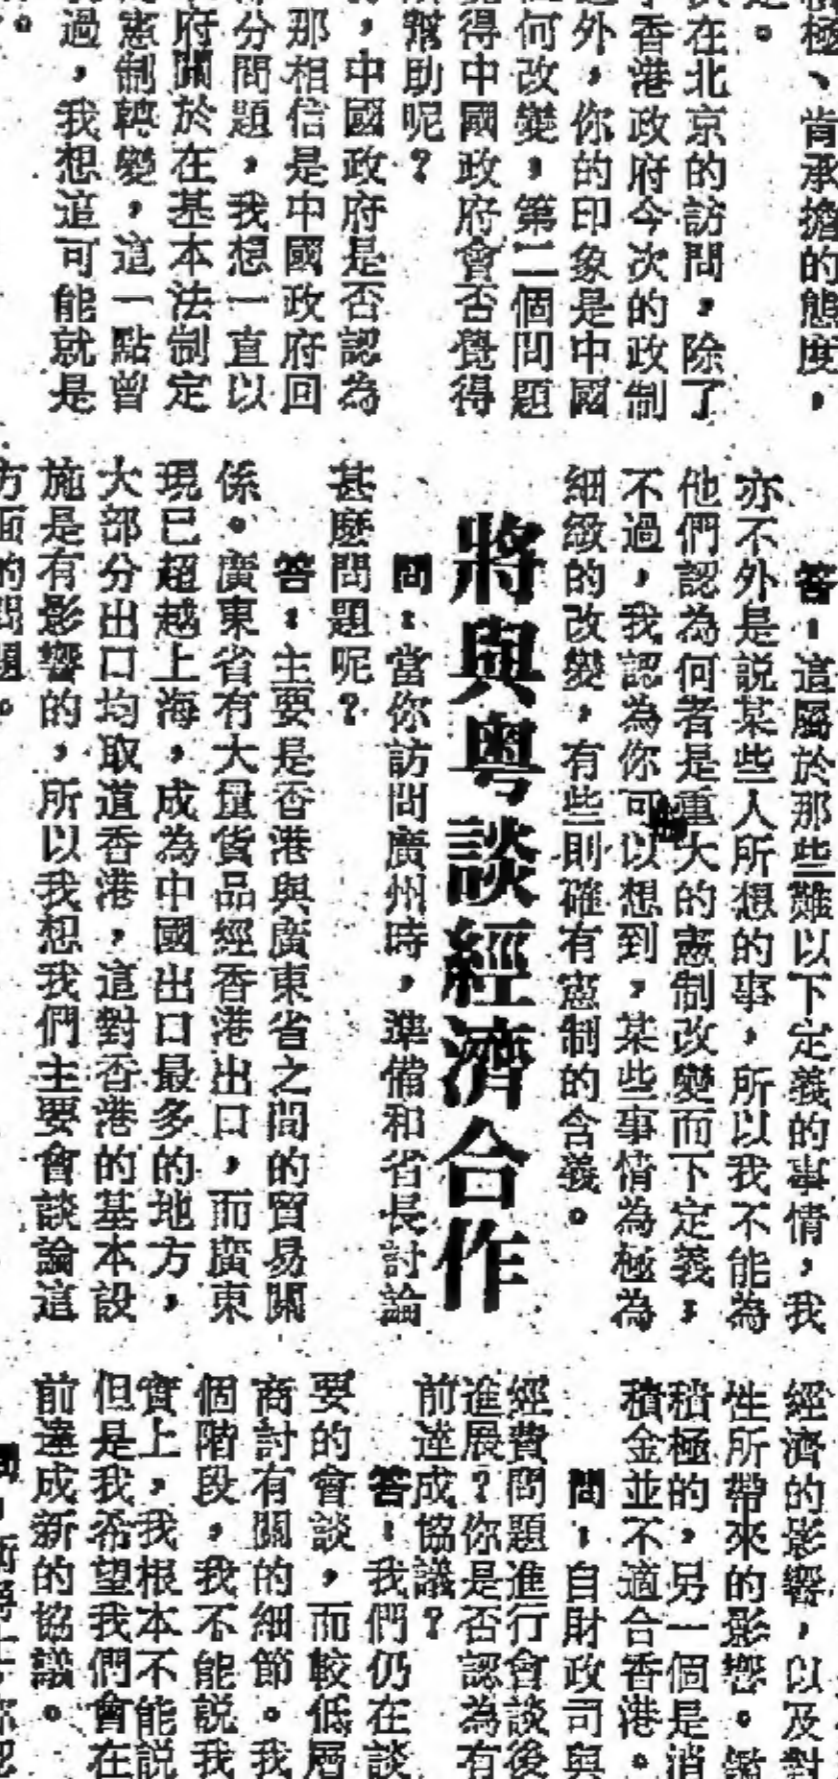 積極、肯承擔的態度，
是。
在北京的訪問，除了
香港政府今次的政制
外，你的印象是中國
何改變，第二個問題
得中國政府會否覺得
幫助呢？
，中國政府是否認為
那相信是中國政府回
分問題，我想一直以
府關於在基本法制定
憲制轉變，這一點曾
過，我想這可能就是
。
答：這屬於那些難以下定義的事情，我
亦不外是說某些人所想的事，所以我不能為
他們認為何者是重大的憲制改變而下定義，
不過，我認為你可以想到，某些事情為極為
細緻的改變，有些則確有憲制的含義。
將與粵談經濟合作
問：當你訪問廣州時，準備和省長討論
甚麼問題呢？
答：主要是香港與廣東省之間的貿易關
係。廣東省有大量貨品經香港出口，而廣東
現已超越上海，成為中國出口最多的地方，
大部分出口均取道香港，這對香港的基本設
施是有影響的，所以我想我們主要會談論這
方面的問題。
經濟的影響，以及對
性所帶來的影響。
積極的，另一個是消
積金並不適合香港。
問：自財政司與
經費問題進行會談後
進展？你是否認為有
前達成協議？
答：我們仍在談
要的會談，而較低層
商討有關的細節。我
個階段，我不能說我
實上，我根本不能說
但是我希望我們會在
前達成新的協議。